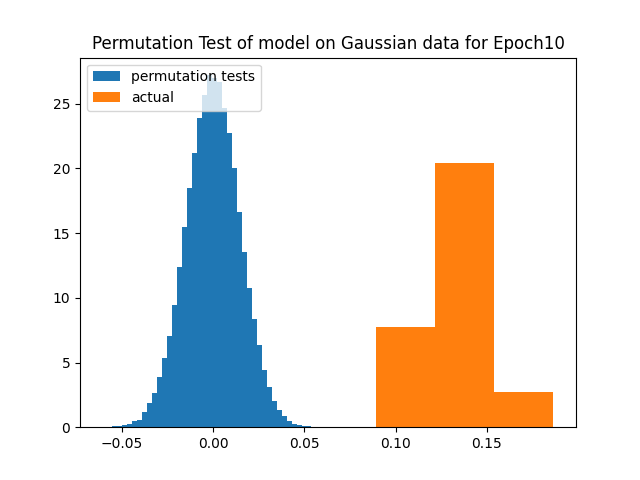 Permutation Test of model on Gaussian data for Epoch10
permutation tests
actual
25
20
15
10
5
0
−0.05 0.00 0.05 0.10 0.15